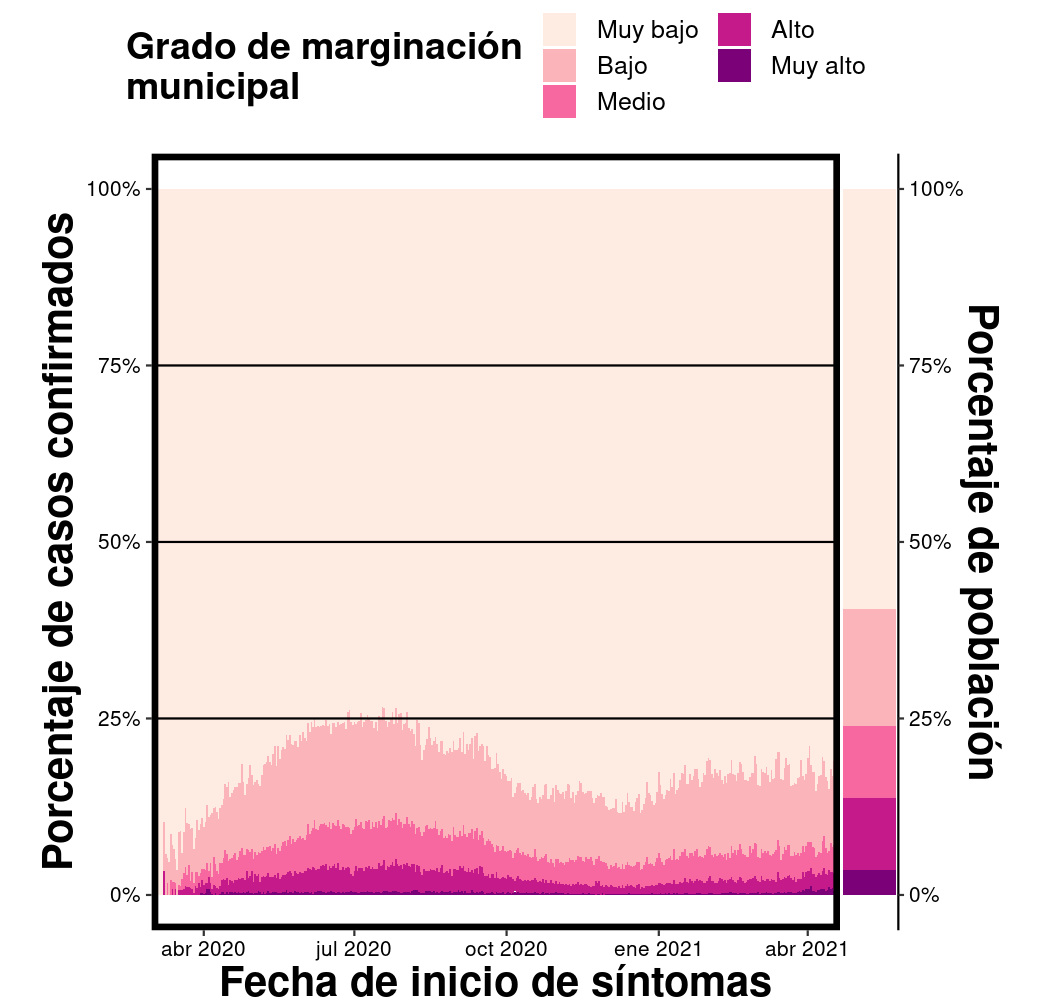 Grado de marginación
municipal
Muy bajo
Bajo
Medio
Alto
Muy alto
Porcentaje de casos confirmados
100%
75%
50%
25%
0%
100%
75%
50%
25%
0%
Porcentaje de población
abr 2020
jul 2020
oct 2020
ene 2021
abr 2021
Fecha de inicio de síntomas